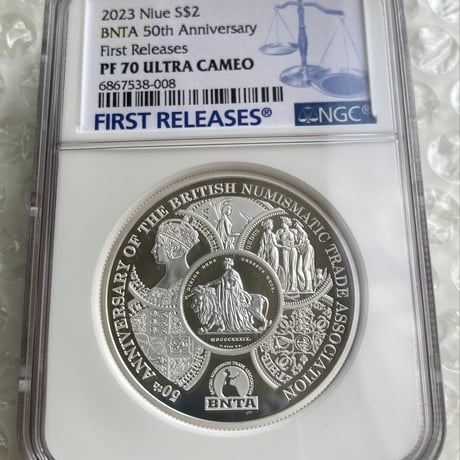 2023 Niue S$2
BNTA 50th Anniversary
First Releases
PF 70 ULTRA CAMEO
6867538-008
FIRST RELEASES®
NGC
50TH ANNIVERSARY OF THE BRITISH NUMISMATIC TRADE ASSOCIATION
MDCCCXXXIX
BNTA